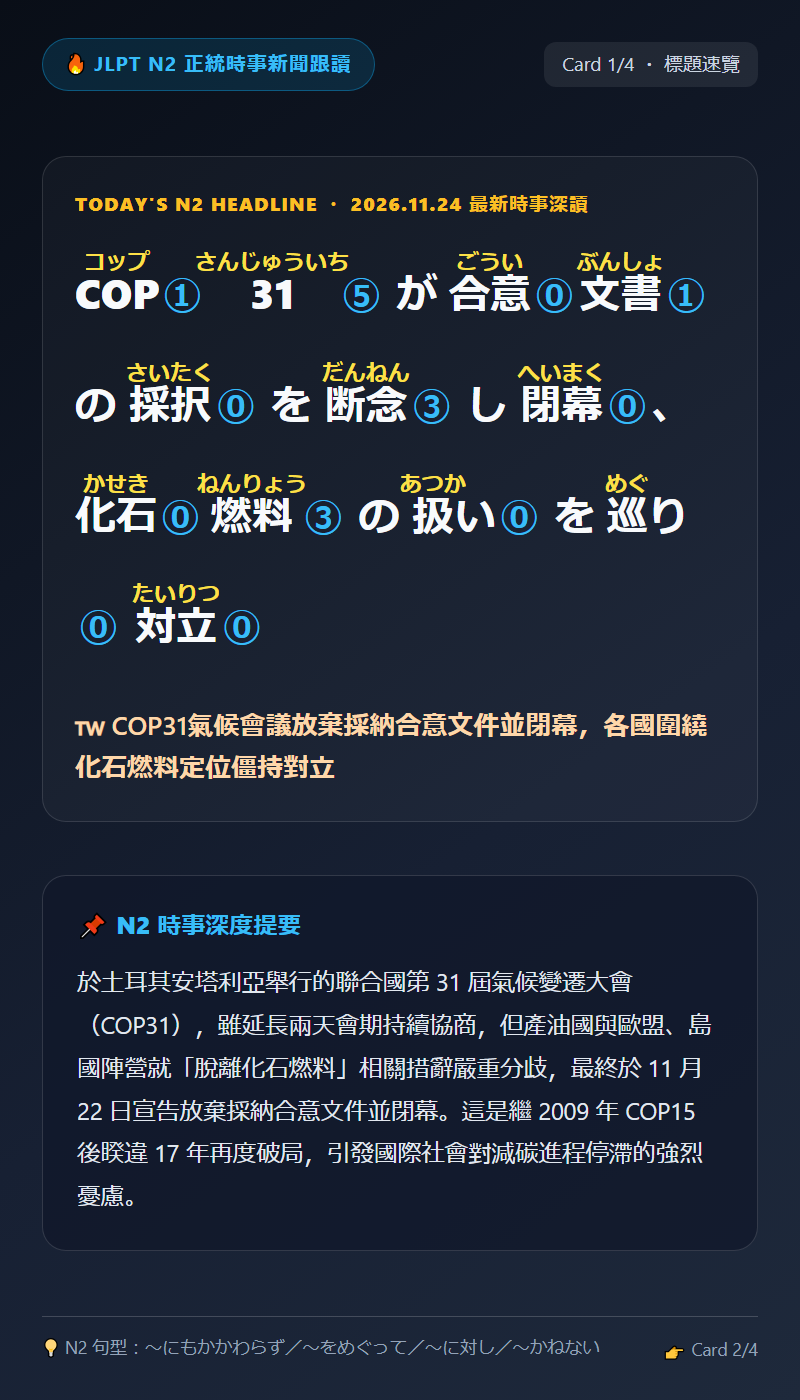 🔥 JLPT N2 正統時事新聞跟讀
Card 1/4 ・ 標題速覽
TODAY'S N2 HEADLINE ・ 2026.11.24 最新時事深讀
コップ さんじゅういち ごうい ぶんしょ
COP① 31 ⑤ が 合意⓪文書①
さいたく だんねん へいまく
の 採択⓪ を 断念③ し 閉幕⓪、
かせき ねんりょう あつか めぐ
化石⓪燃料③ の 扱い⓪ を 巡り
たいりつ
⓪ 対立⓪
TW COP31氣候會議放棄採納合意文件並閉幕，各國圍繞
化石燃料定位僵持對立
📌 N2 時事深度提要
於土耳其安塔利亞舉行的聯合國第 31 屆氣候變遷大會
（COP31），雖延長兩天會期持續協商，但產油國與歐盟、島
國陣營就「脫離化石燃料」相關措辭嚴重分歧，最終於 11 月
22 日宣告放棄採納合意文件並閉幕。這是繼 2009 年 COP15
後睽違 17 年再度破局，引發國際社會對減碳進程停滯的強烈
憂慮。
💡 N2 句型：～にもかかわらず／～をめぐって／～に対し／～かねない
👉 Card 2/4